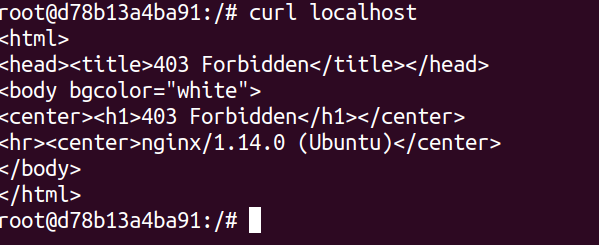 root@d78b13a4ba91:/# curl localhost
<html>
<head><title>403 Forbidden</title></head>
<body bgcolor="white">
<center><h1>403 Forbidden</h1></center>
<hr><center>nginx/1.14.0 (Ubuntu)</center>
</body>
</html>
root@d78b13a4ba91:/#